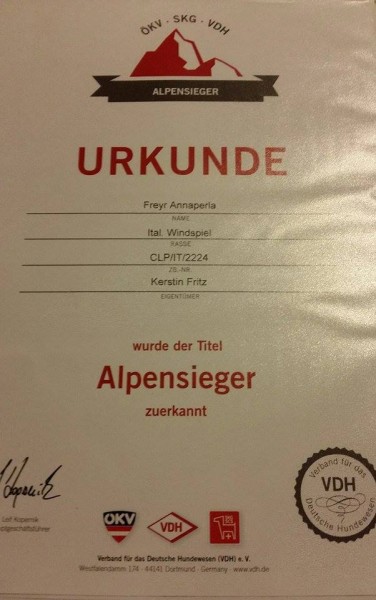 ÖKV · SKG · VDH
ALPENSIEGER
URKUNDE
Freyr Annaperla
NAME
Ital. Windspiel
RASSE
CLP/IT/2224
ZB.-NR.
Kerstin Fritz
EIGENTÜMER
wurde der Titel
Alpensieger
zuerkannt
Leif Kopernik
ÖKV
VDH
Verband für das
VDH
Deutsche Hundewesen
Verband für das Deutsche Hundewesen (VDH) e. V.
Westfalendamm 174 · 44141 Dortmund · Germany · www.vdh.de